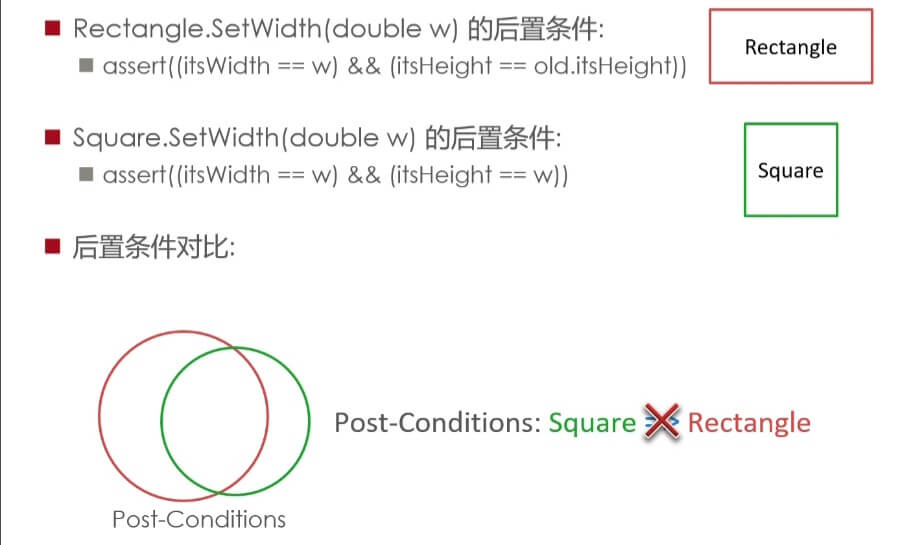 Rectangle.SetWidth(double w) 的后置条件:
assert((itsWidth == w) && (itsHeight == old.itsHeight))
Rectangle
Square.SetWidth(double w) 的后置条件:
assert((itsWidth == w) && (itsHeight == w))
Square
后置条件对比:
Post-Conditions: Square Rectangle
Post-Conditions